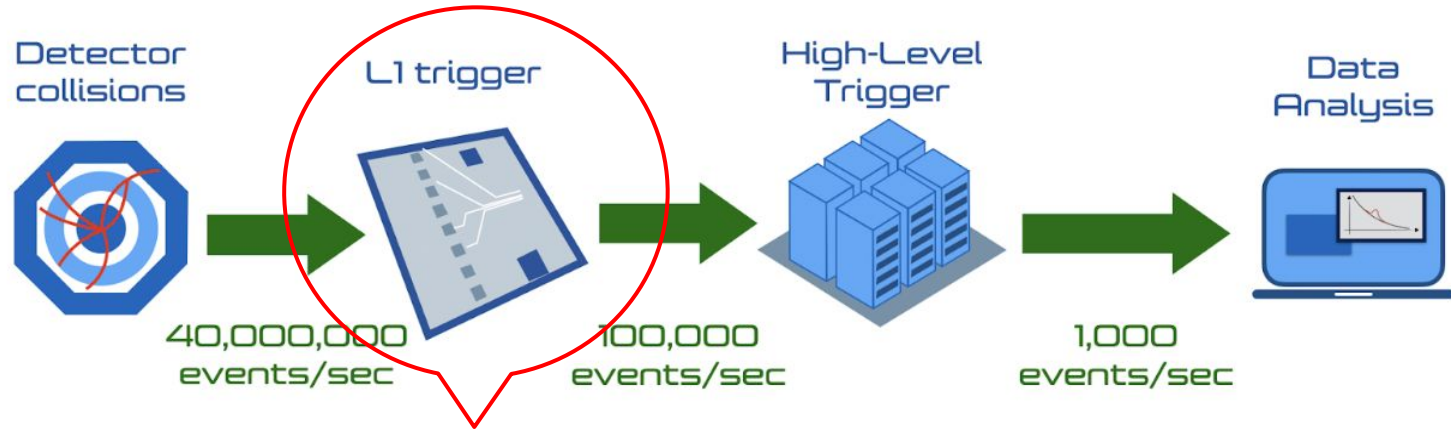 Detector
collisions
L1 trigger
High-Level
Trigger
Data
Analysis
40,000,000
events/sec
100,000
events/sec
1,000
events/sec